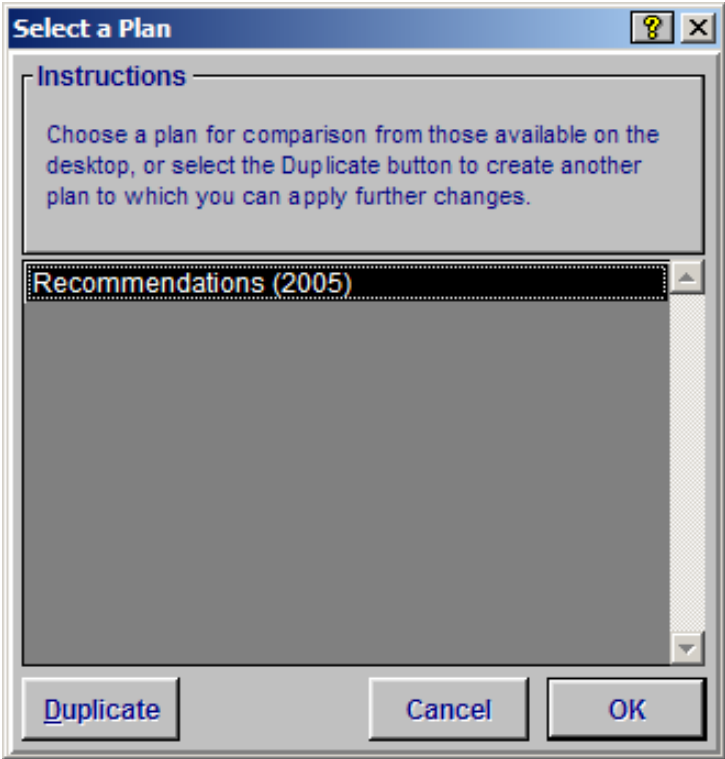 Select a Plan
Instructions
Choose a plan for comparison from those available on the
desktop, or select the Duplicate button to create another
plan to which you can apply further changes.
Recommendations (2005)
Duplicate
Cancel
OK